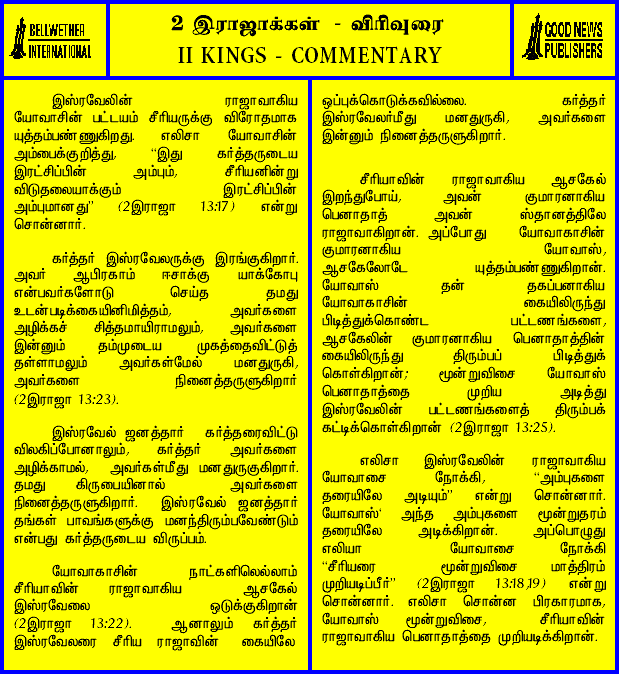 BELLWETHER
INTERNATIONAL
2 இராஜாக்கள் - விரிவுரை
II KINGS - COMMENTARY
GOOD NEWS
PUBLISHERS
இஸ்ரவேலின் ராஜாவாகிய
யோவாசின் பட்டயம் சீரியருக்கு விரோதமாக
யுத்தம்பண்ணுகிறது. எலிசா யோவாசின்
அம்பைக்குறித்து, “இது கர்த்தருடைய
இரட்சிப்பின் அம்பும், சீரியனின்று
விடுதலையாக்கும் இரட்சிப்பின்
அம்புமானது” (2இராஜா 13:17) என்று
சொன்னார்.
கர்த்தர் இஸ்ரவேலருக்கு இரங்குகிறார்.
அவர் ஆபிரகாம் ஈசாக்கு யாக்கோபு
என்பவர்களோடு செய்த தமது
உடன்படிக்கையினிமித்தம், அவர்களை
அழிக்கச் சித்தமாயிராமலும், அவர்களை
இன்னும் தம்முடைய முகத்தைவிட்டுத்
தள்ளாமலும் அவர்கள்மேல் மனதுருகி,
அவர்களை நினைத்தருளுகிறார்
(2இராஜா 13:23).
இஸ்ரவேல் ஜனத்தார் கர்த்தரைவிட்டு
விலகிப்போனாலும், கர்த்தர் அவர்களை
அழிக்காமல், அவர்கள்மீது மனதுருகுகிறார்.
தமது கிருபையினால் அவர்களை
நினைத்தருளுகிறார். இஸ்ரவேல் ஜனத்தார்
தங்கள் பாவங்களுக்கு மனந்திரும்பவேண்டும்
என்பது கர்த்தருடைய விருப்பம்.
யோவாகாசின் நாட்களிலெல்லாம்
சீரியாவின் ராஜாவாகிய ஆசகேல்
இஸ்ரவேலை ஒடுக்குகிறான்
(2இராஜா 13:22). ஆனாலும் கர்த்தர்
இஸ்ரவேலரை சீரிய ராஜாவின் கையிலே
ஒப்புக்கொடுக்கவில்லை. கர்த்தர்
இஸ்ரவேலர்மீது மனதுருகி, அவர்களை
இன்னும் நினைத்தருளுகிறார்.
சீரியாவின் ராஜாவாகிய ஆசகேல்
இறந்துபோய், அவன் குமாரனாகிய
பெனாதாத் அவன் ஸ்தானத்திலே
ராஜாவாகிறான். அப்போது யோவாகாசின்
குமாரனாகிய யோவாஸ்,
ஆசகேலோடே யுத்தம்பண்ணுகிறான்.
யோவாஸ் தன் தகப்பனாகிய
யோவாகாசின் கையிலிருந்து
பிடித்துக்கொண்ட பட்டணங்களை,
ஆசகேலின் குமாரனாகிய பெனாதாத்தின்
கையிலிருந்து திரும்பப் பிடித்துக்
கொள்கிறான்; மூன்றுவிசை யோவாஸ்
பெனாதாத்தை முறிய அடித்து
இஸ்ரவேலின் பட்டணங்களைத் திரும்பக்
கட்டிக்கொள்கிறான் (2இராஜா 13:25).
எலிசா இஸ்ரவேலின் ராஜாவாகிய
யோவாசை நோக்கி, “அம்புகளை
தரையிலே அடியும்” என்று சொன்னார்.
யோவாஸ்‘ அந்த அம்புகளை மூன்றுதரம்
தரையிலே அடிக்கிறான். அப்பொழுது
எலியா யோவாசை நோக்கி
“சீரியரை மூன்றுவிசை மாத்திரம்
முறியடிப்பீர்” (2இராஜா 13:18,19) என்று
சொன்னார். எலிசா சொன்ன பிரகாரமாக,
யோவாஸ் மூன்றுவிசை, சீரியாவின்
ராஜாவாகிய பெனாதாத்தை முறியடிக்கிறான்.